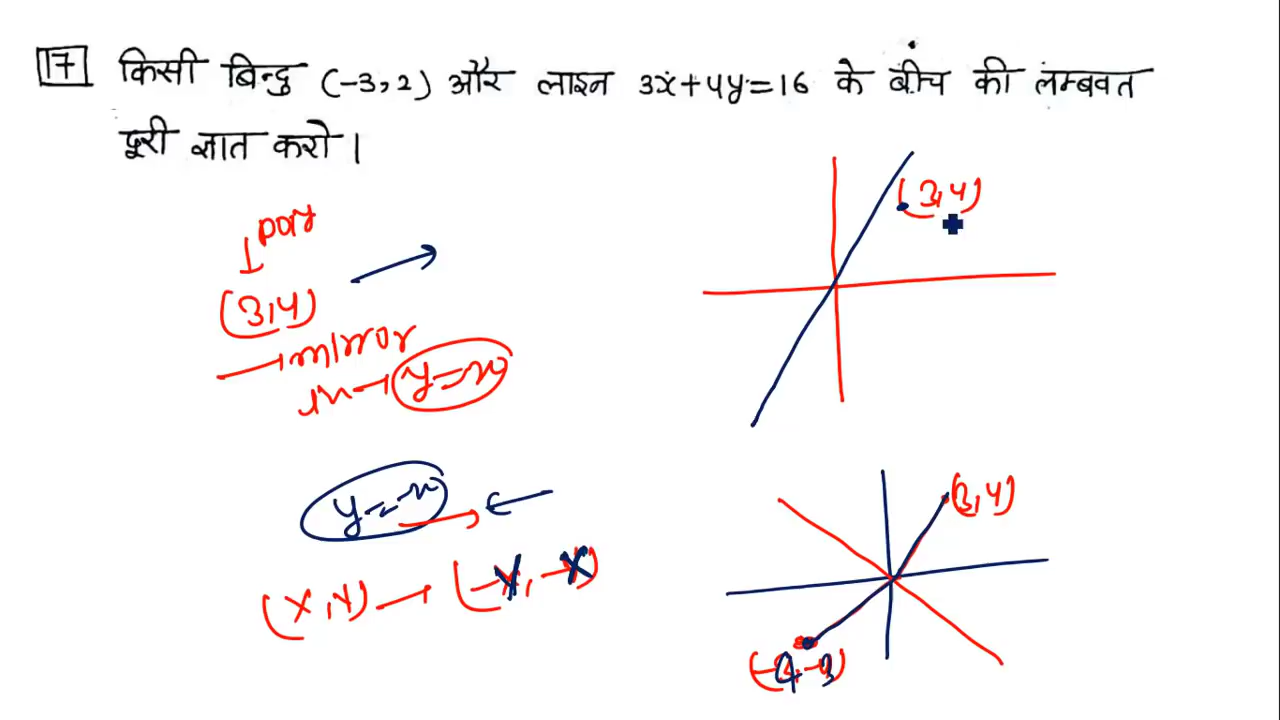 17 किसी बिन्दु (-3,2) और लाइन 3x+4y=16 के बीच की लम्बवत
दूरी ज्ञात करो।
(3,4)
(3,4)
→ mirror
in → y=x
(3,4)
y=-x ←
(x,y) → (-y,-x)
(-4,-3)